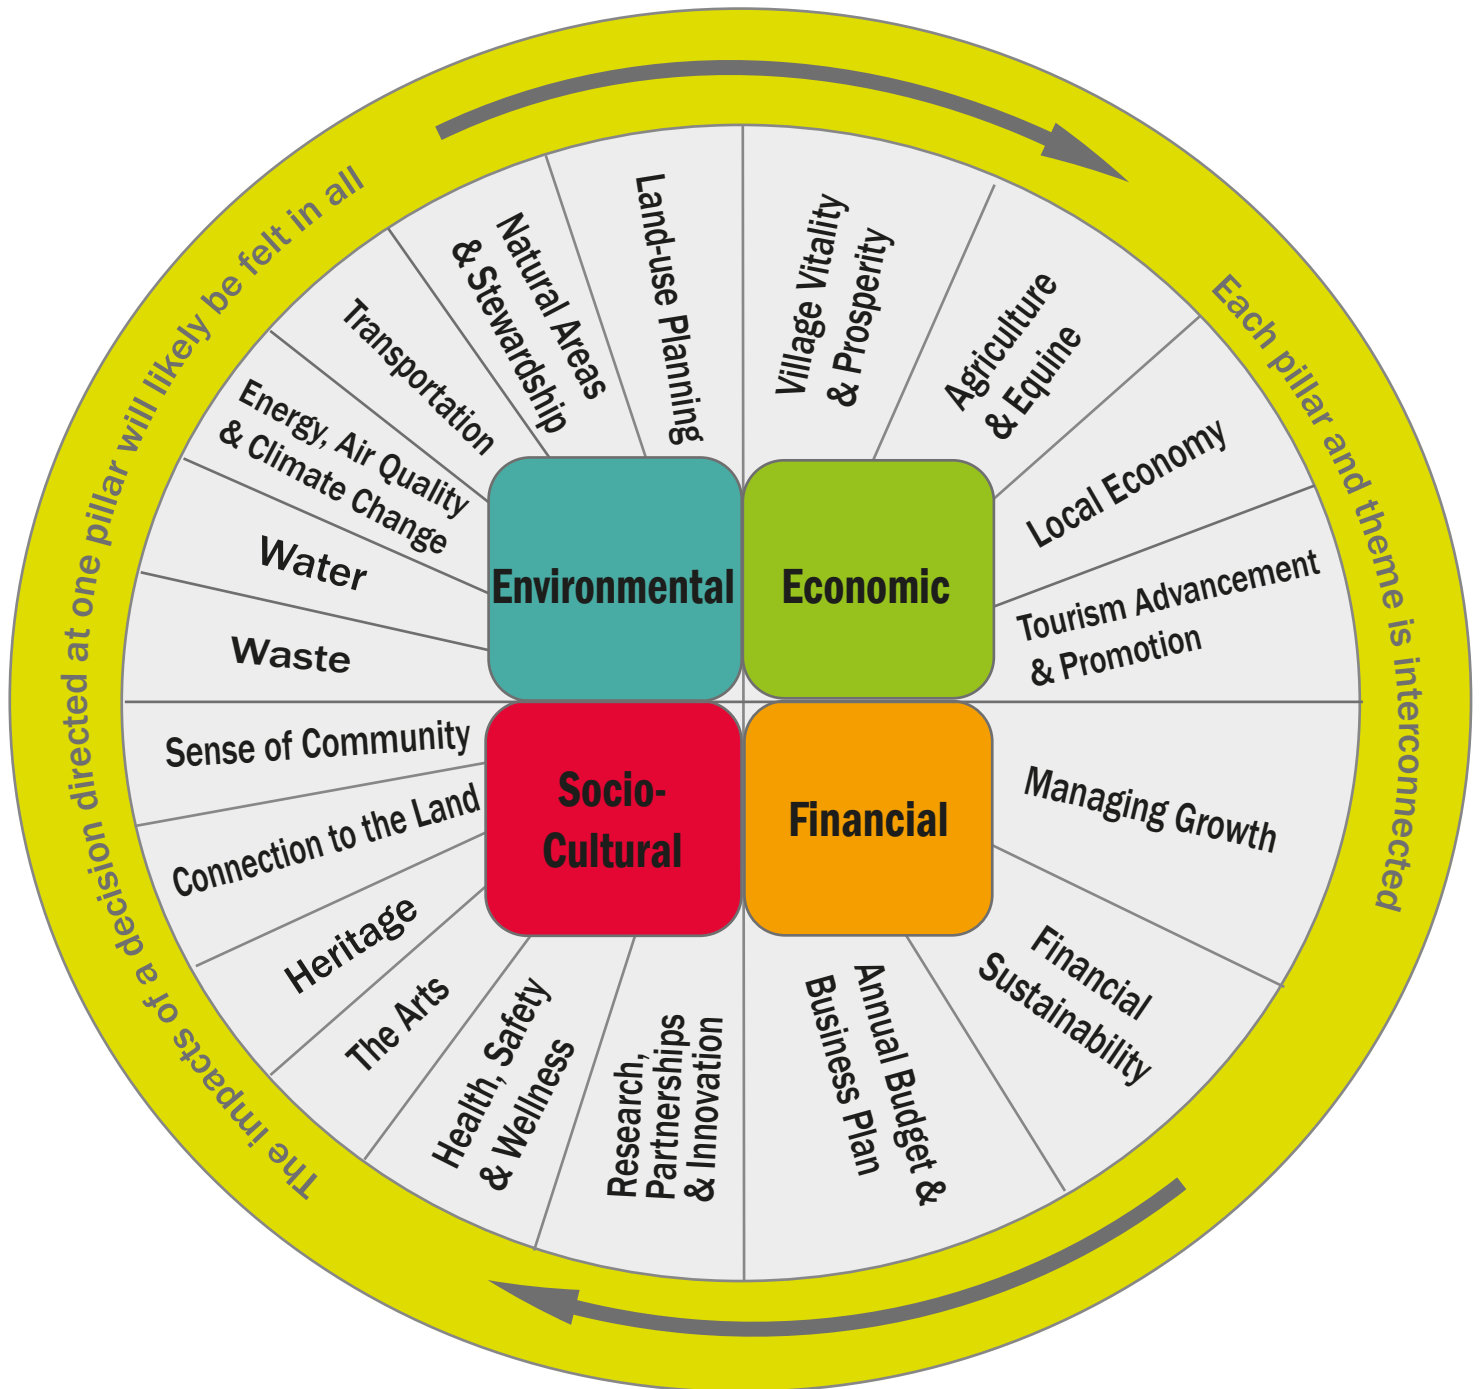 The impacts of a decision directed at one pillar will likely be felt in all
Each pillar and theme is interconnected
Environmental
Waste
Water
Energy, Air Quality
& Climate Change
Transportation
Natural Areas
& Stewardship
Land-use Planning
Economic
Village Vitality
& Prosperity
Agriculture
& Equine
Local Economy
Tourism Advancement
& Promotion
Financial
Managing Growth
Financial
Sustainability
Annual Budget &
Business Plan
Socio-
Cultural
Sense of Community
Connection to the Land
Heritage
The Arts
Health, Safety
& Wellness
Research,
Partnerships
& Innovation